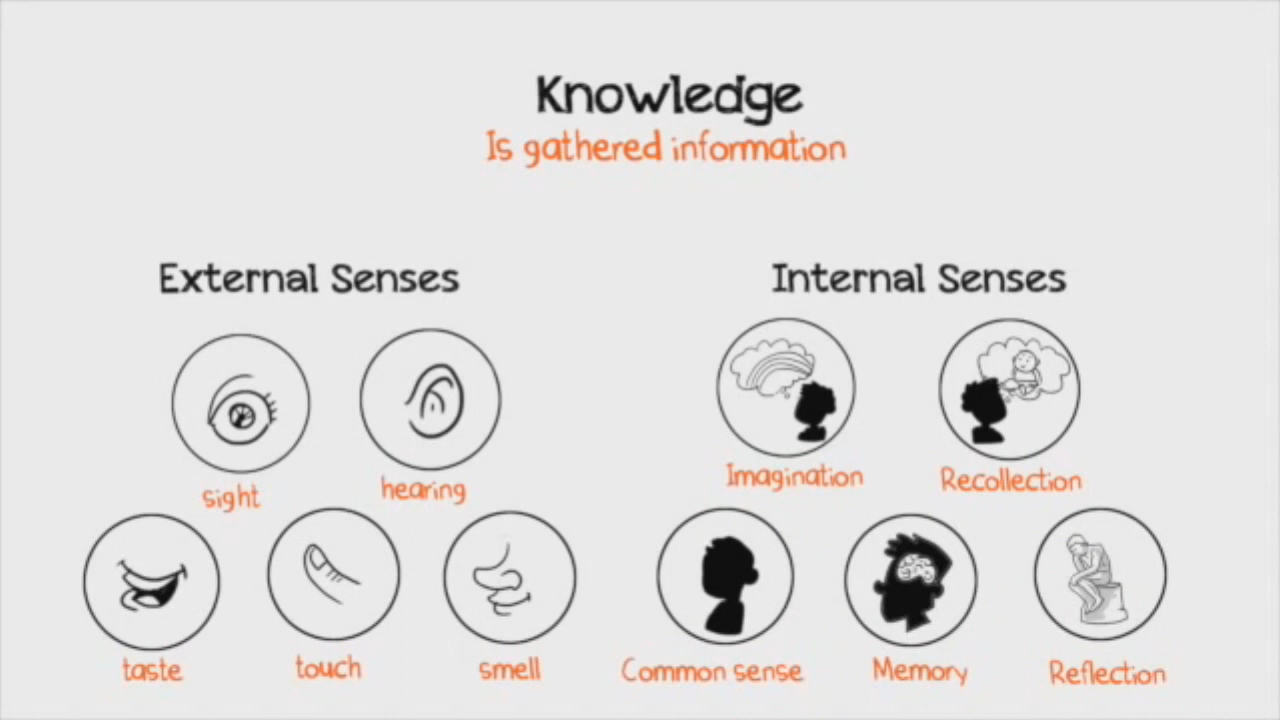 Knowledge
Is gathered information
External Senses
sight
hearing
taste
touch
smell
Internal Senses
Imagination
Recollection
Common sense
Memory
Reflection